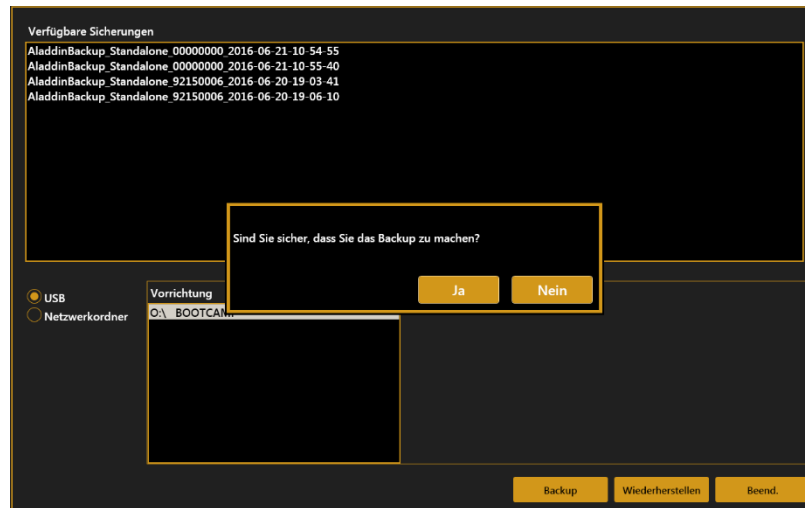 Verfügbare Sicherungen
AladdinBackup_Standalone_00000000_2016-06-21-10-54-55
AladdinBackup_Standalone_00000000_2016-06-21-10-55-40
AladdinBackup_Standalone_92150006_2016-06-20-19-03-41
AladdinBackup_Standalone_92150006_2016-06-20-19-06-10
Sind Sie sicher, dass Sie das Backup zu machen?
Ja Nein
USB
Netzwerkordner
Vorrichtung
O:\ BOOTCAM
Backup Wiederherstellen Beend.